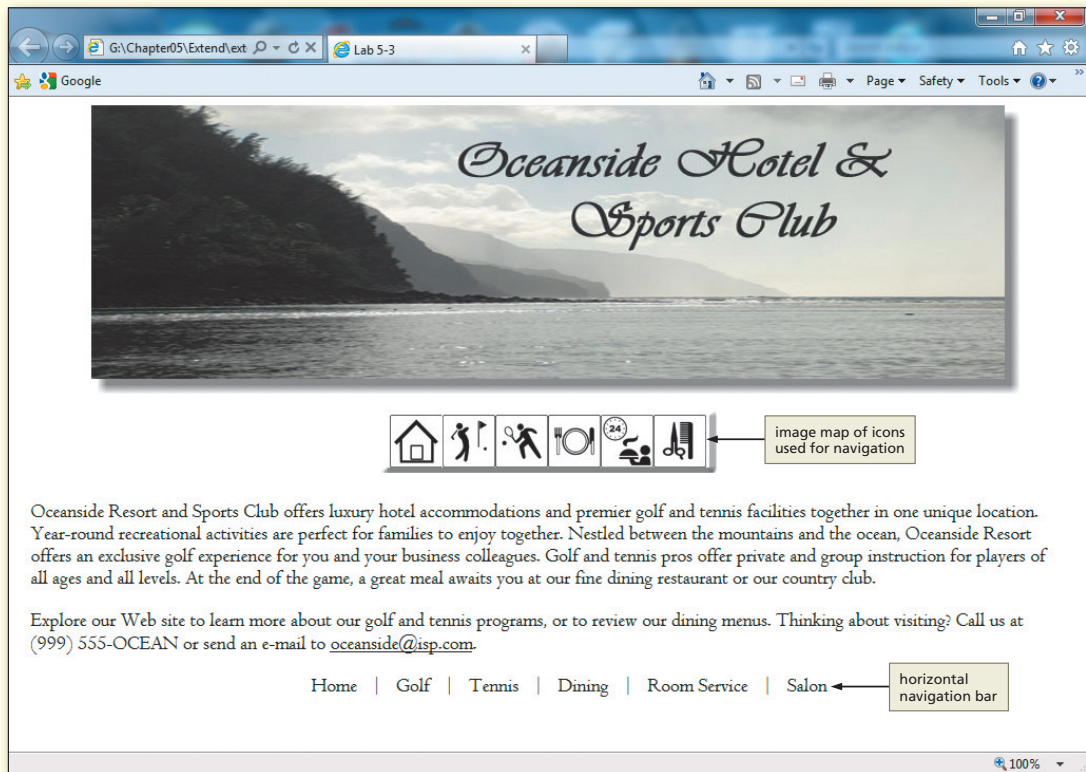 G:\Chapter05\Extend\ext
Lab 5-3
Google
Page
Safety
Tools
Oceanside Hotel &
Sports Club
24
image map of icons
used for navigation
Oceanside Resort and Sports Club offers luxury hotel accommodations and premier golf and tennis facilities together in one unique location.
Year-round recreational activities are perfect for families to enjoy together. Nestled between the mountains and the ocean, Oceanside Resort
offers an exclusive golf experience for you and your business colleagues. Golf and tennis pros offer private and group instruction for players of
all ages and all levels. At the end of the game, a great meal awaits you at our fine dining restaurant or our country club.
Explore our Web site to learn more about our golf and tennis programs, or to review our dining menus. Thinking about visiting? Call us at
(999) 555-OCEAN or send an e-mail to oceanside@isp.com.
Home | Golf | Tennis | Dining | Room Service | Salon
horizontal
navigation bar
100%